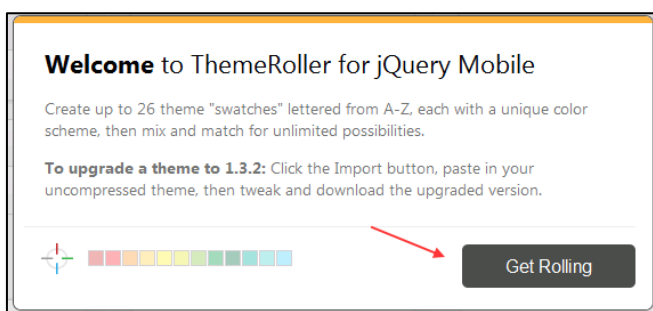 Welcome to ThemeRoller for jQuery Mobile
Create up to 26 theme "swatches" lettered from A-Z, each with a unique color
scheme, then mix and match for unlimited possibilities.
To upgrade a theme to 1.3.2: Click the Import button, paste in your
uncompressed theme, then tweak and download the upgraded version.
Get Rolling